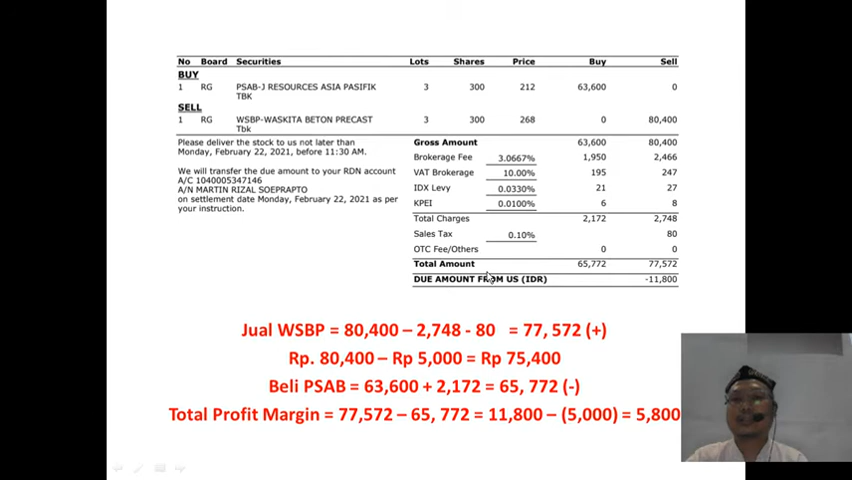 No Board Securities Lots Shares Price Buy Sell
BUY
1 RG PSAB-J RESOURCES ASIA PASIFIK 3 300 212 63,600 0
TBK
SELL
1 RG WSBP-WASKITA BETON PRECAST 3 300 268 0 80,400
Tbk
Please deliver the stock to us not later than
Monday, February 22, 2021, before 11:30 AM.
We will transfer the due amount to your RDN account
A/C 1040005347146
A/N MARTIN RIZAL SOEPRAPTO
on settlement date Monday, February 22, 2021 as per
your instruction.
Gross Amount 63,600 80,400
Brokerage Fee 3.0667% 1,950 2,466
VAT Brokerage 10.00% 195 247
IDX Levy 0.0330% 21 27
KPEI 0.0100% 6 8
Total Charges 2,172 2,748
Sales Tax 0.10% 80
OTC Fee/Others 0 0
Total Amount 65,772 77,572
DUE AMOUNT FROM US (IDR) -11,800
Jual WSBP = 80,400 – 2,748 - 80 = 77, 572 (+)
Rp. 80,400 – Rp 5,000 = Rp 75,400
Beli PSAB = 63,600 + 2,172 = 65, 772 (-)
Total Profit Margin = 77,572 – 65, 772 = 11,800 – (5,000) = 5,800